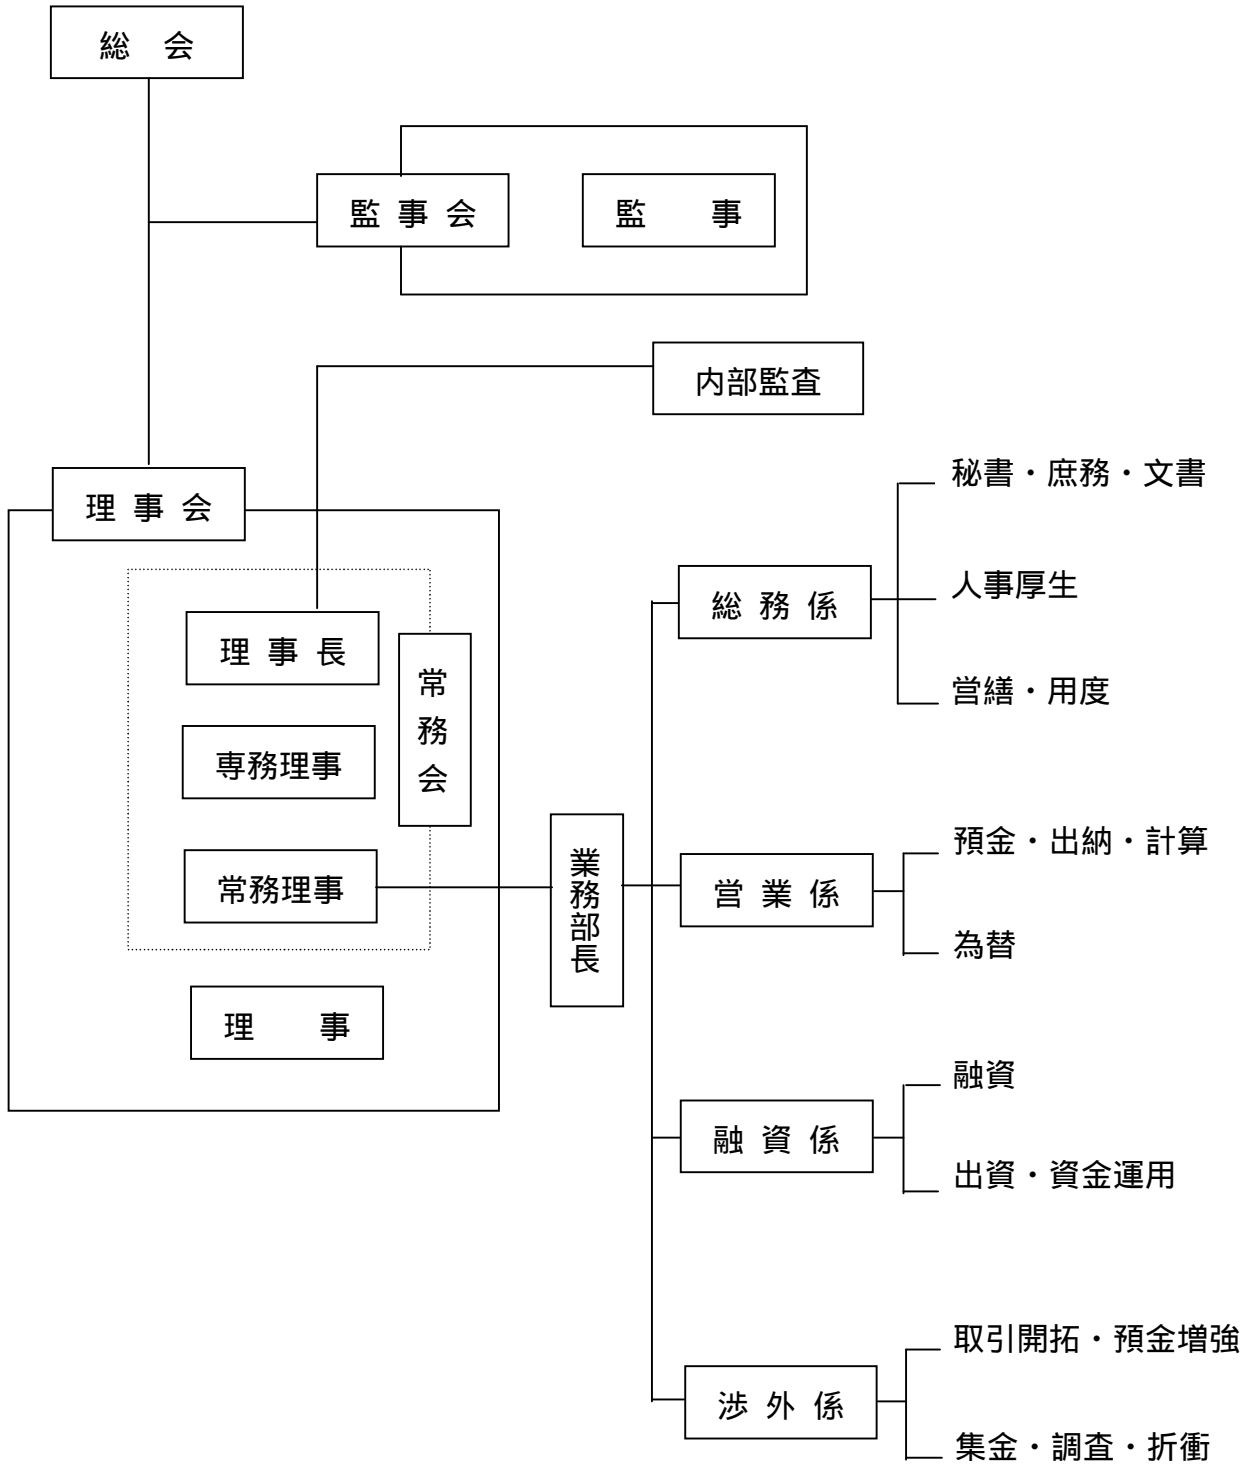 総　会
監 事 会
監　　事
内部監査
理 事 会
理 事 長
常務会
専務理事
常務理事
理　　事
業務部長
総 務 係
秘書・庶務・文書
人事厚生
営繕・用度
営 業 係
預金・出納・計算
為替
融 資 係
融資
出資・資金運用
渉 外 係
取引開拓・預金増強
集金・調査・折衝